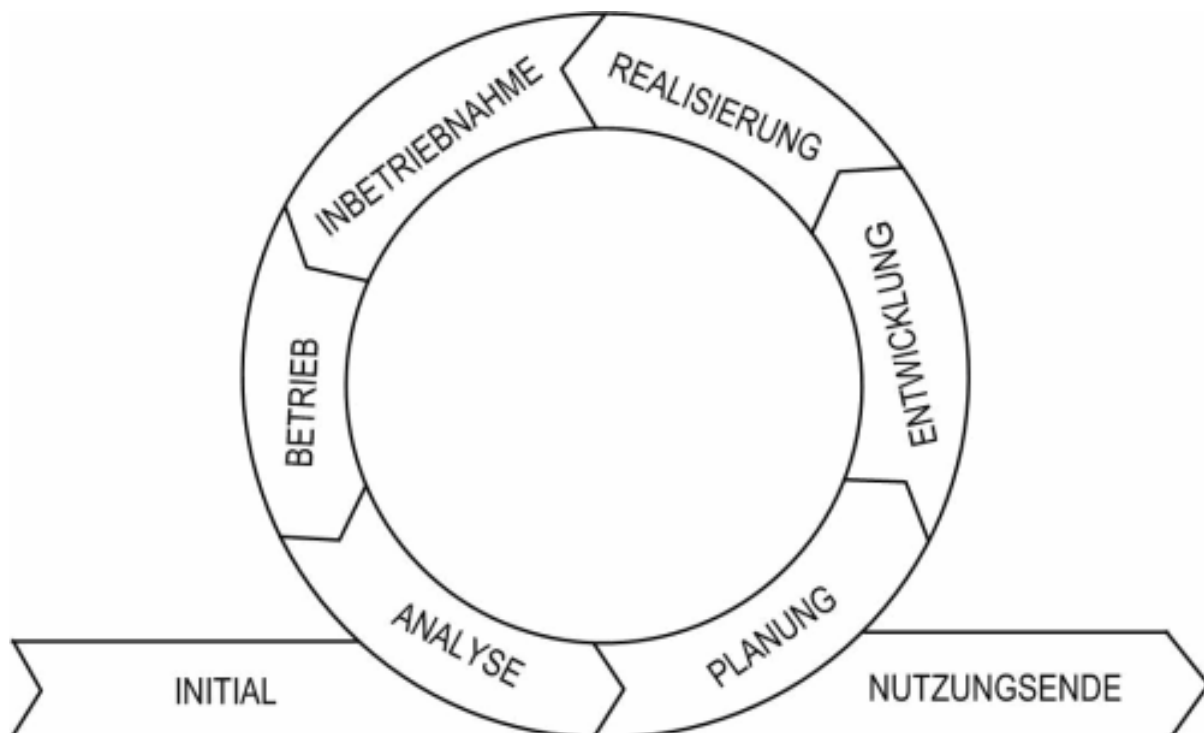 INITIAL
ANALYSE
PLANUNG
ENTWICKLUNG
REALISIERUNG
INBETRIEBNAHME
BETRIEB
NUTZUNGSENDE